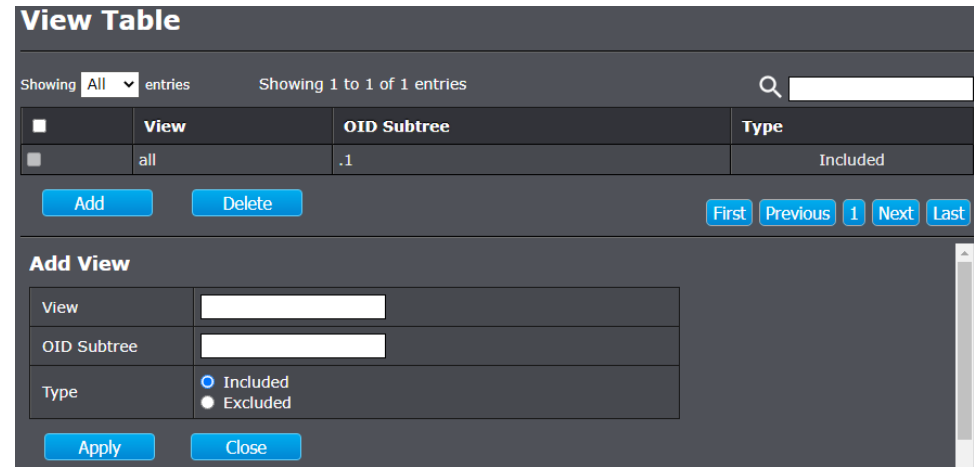 View Table
Showing All entries Showing 1 to 1 of 1 entries
View OID Subtree Type
all .1 Included
Add Delete First Previous 1 Next Last
Add View
View
OID Subtree
Type Included
Excluded
Apply Close